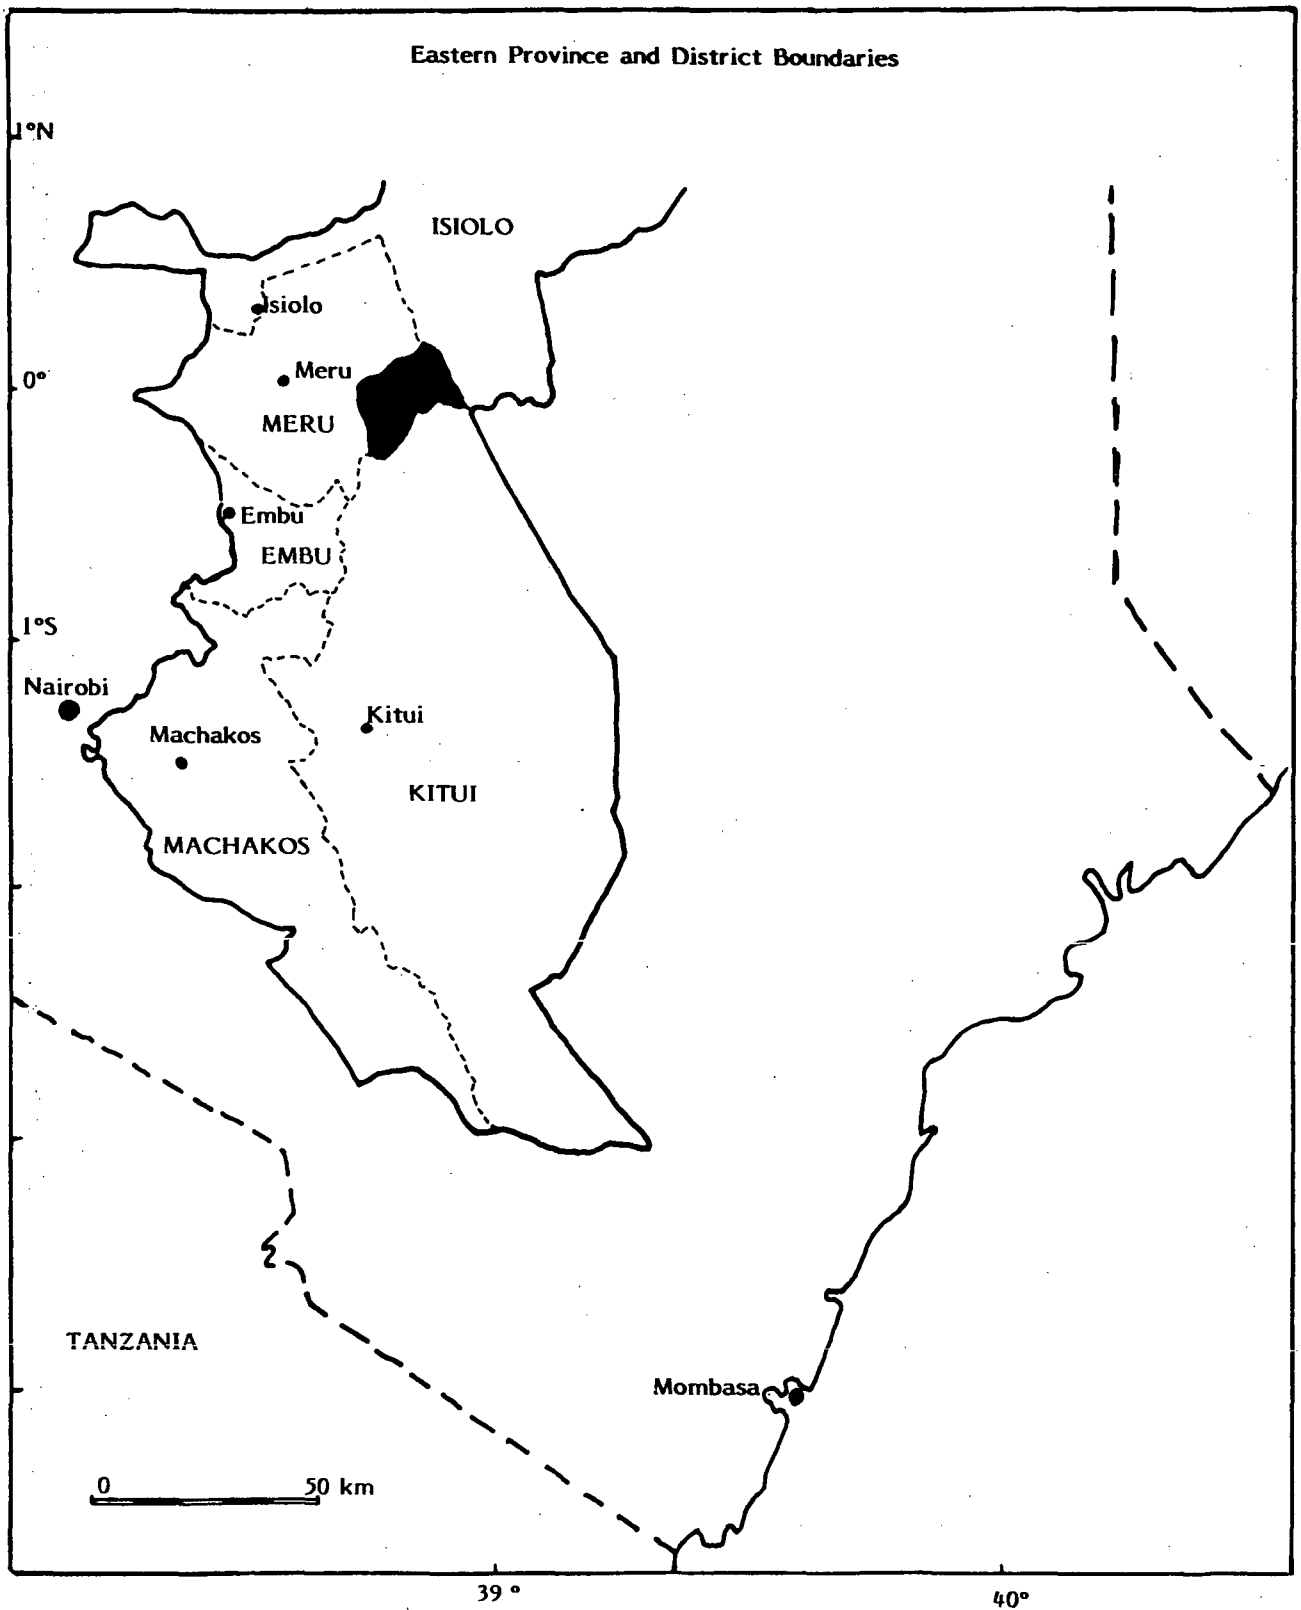 Eastern Province and District Boundaries
1°N
ISIOLO
Isiolo
Meru
0°
MERU
Embu
EMBU
1°S
Nairobi
Kitui
Machakos
KITUI
MACHAKOS
TANZANIA
Mombasa
0 50 km
39° 40°